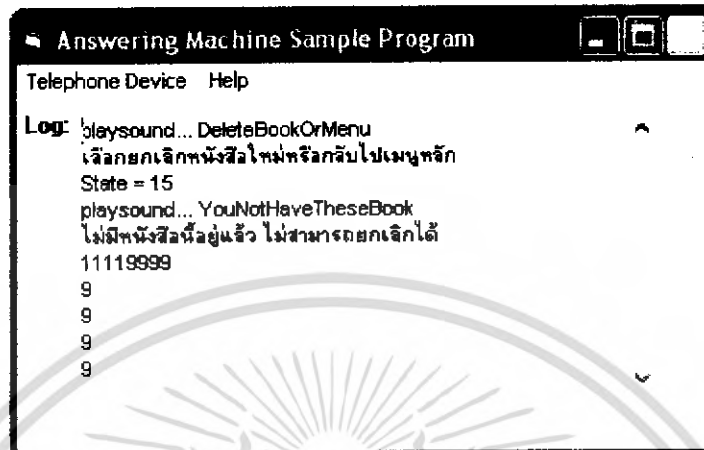 Answering Machine Sample Program
Telephone Device Help
Log: playsound... DeleteBookOrMenu
เลือกยกเลิกหนังสือใหม่หรือกลับไปเมนูหลัก
State = 15
playsound... YouNotHaveTheseBook
ไม่มีหนังสือนี้อยู่แล้ว ไม่สามารถยกเลิกได้
11119999
9
9
9
9